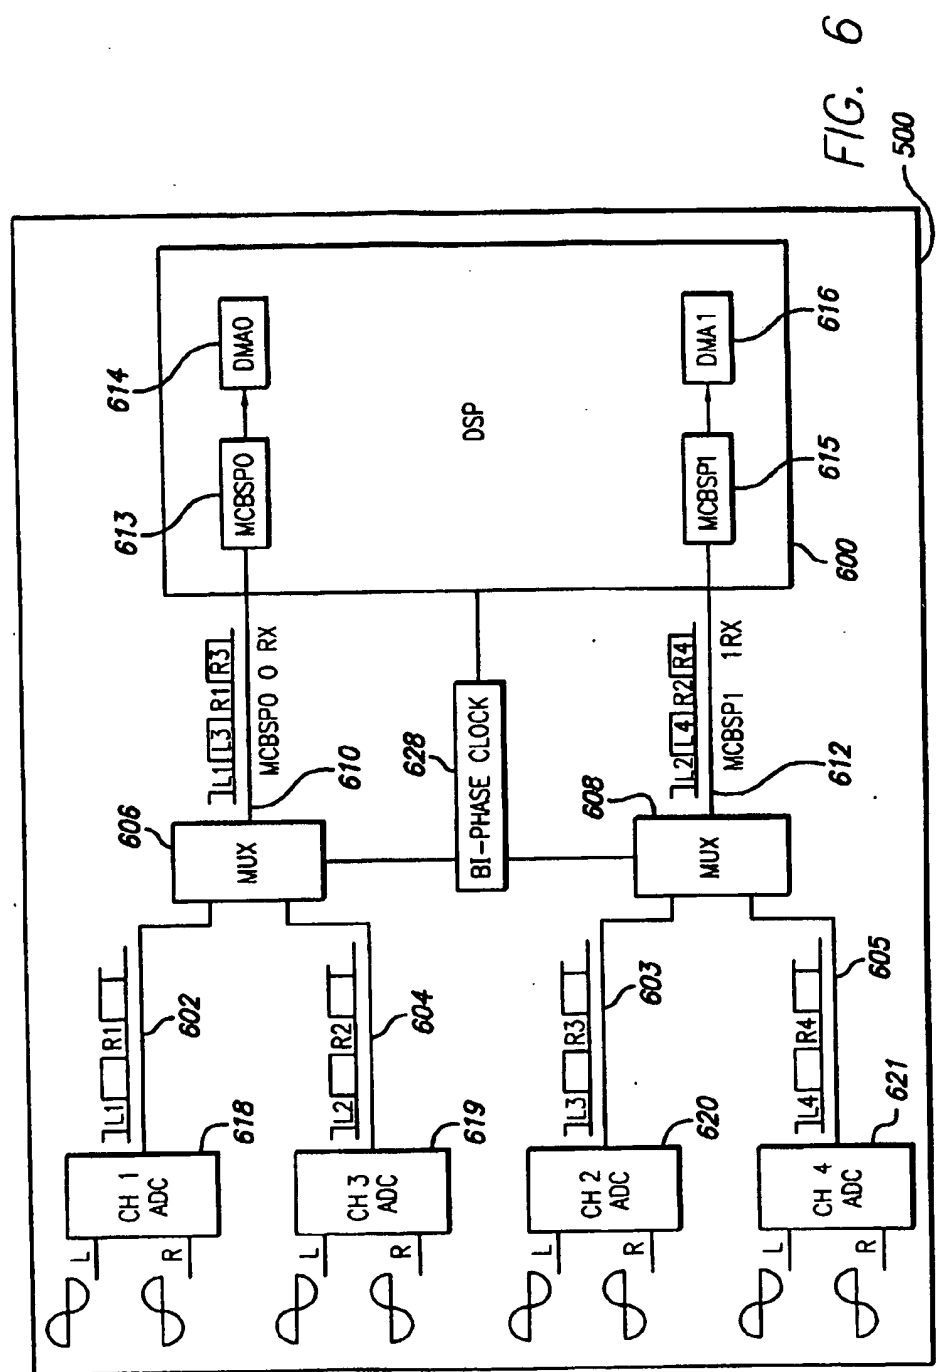 FIG. 6
500
CH 1
ADC
618
L
R
L1 R1
602
CH 3
ADC
619
L
R
L2 R2
604
CH 2
ADC
620
L
R
L3 R3
603
CH 4
ADC
621
L
R
L4 R4
605
MUX
606
MUX
608
BI-PHASE CLOCK
628
L1 L3 R1 R3
MCBSP0 0 RX
610
L2 L4 R2 R4
MCBSP1 1RX
612
DSP
600
MCBSP0
613
DMA0
614
MCBSP1
615
DMA1
616